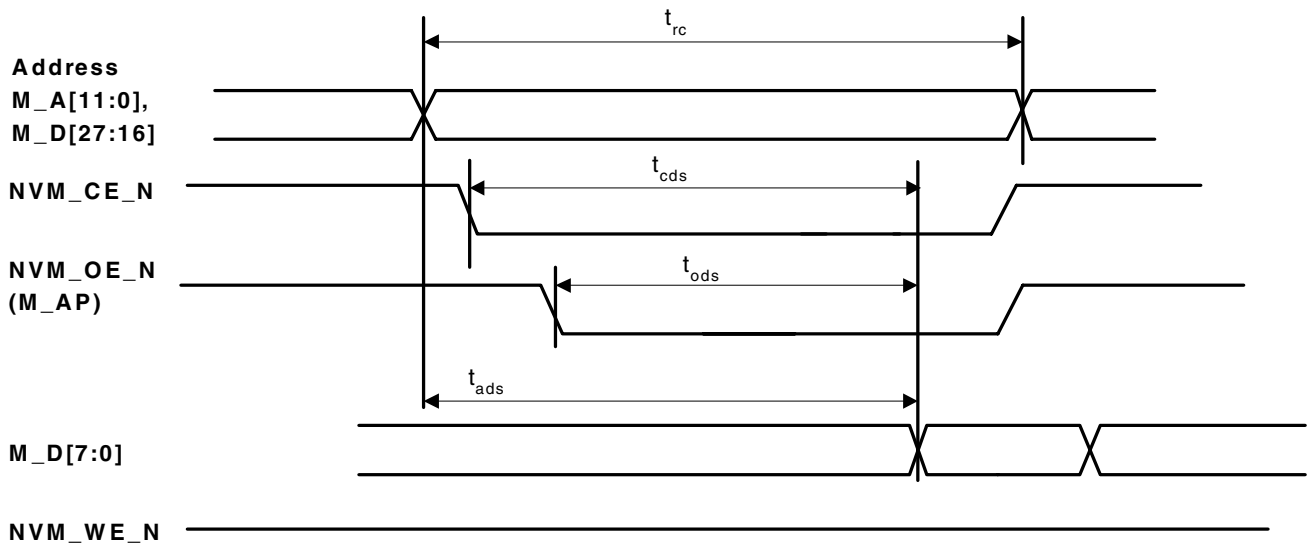 t_rc
Address
M_A[11:0],
M_D[27:16]
t_cds
NVM_CE_N
NVM_OE_N
t_ods
(M_AP)
t_ads
M_D[7:0]
NVM_WE_N